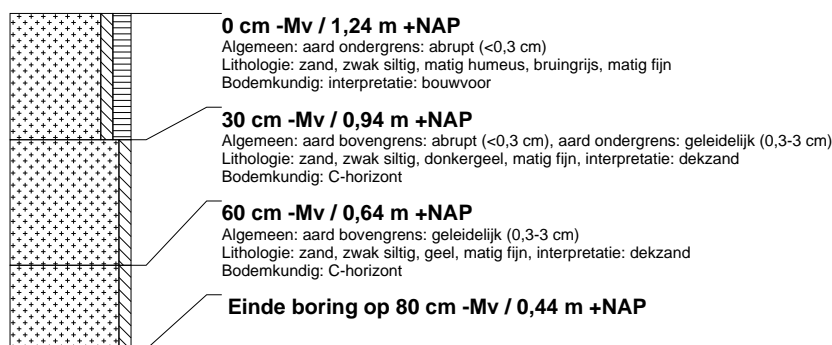 0 cm -Mv / 1,24 m +NAP
Algemeen: aard ondergrens: abrupt (<0,3 cm)
Lithologie: zand, zwak siltig, matig humeus, bruingrijs, matig fijn
Bodemkundig: interpretatie: bouwvoor
30 cm -Mv / 0,94 m +NAP
Algemeen: aard bovengrens: abrupt (<0,3 cm), aard ondergrens: geleidelijk (0,3-3 cm)
Lithologie: zand, zwak siltig, donkergeel, matig fijn, interpretatie: dekzand
Bodemkundig: C-horizont
60 cm -Mv / 0,64 m +NAP
Algemeen: aard bovengrens: geleidelijk (0,3-3 cm)
Lithologie: zand, zwak siltig, geel, matig fijn, interpretatie: dekzand
Bodemkundig: C-horizont
Einde boring op 80 cm -Mv / 0,44 m +NAP